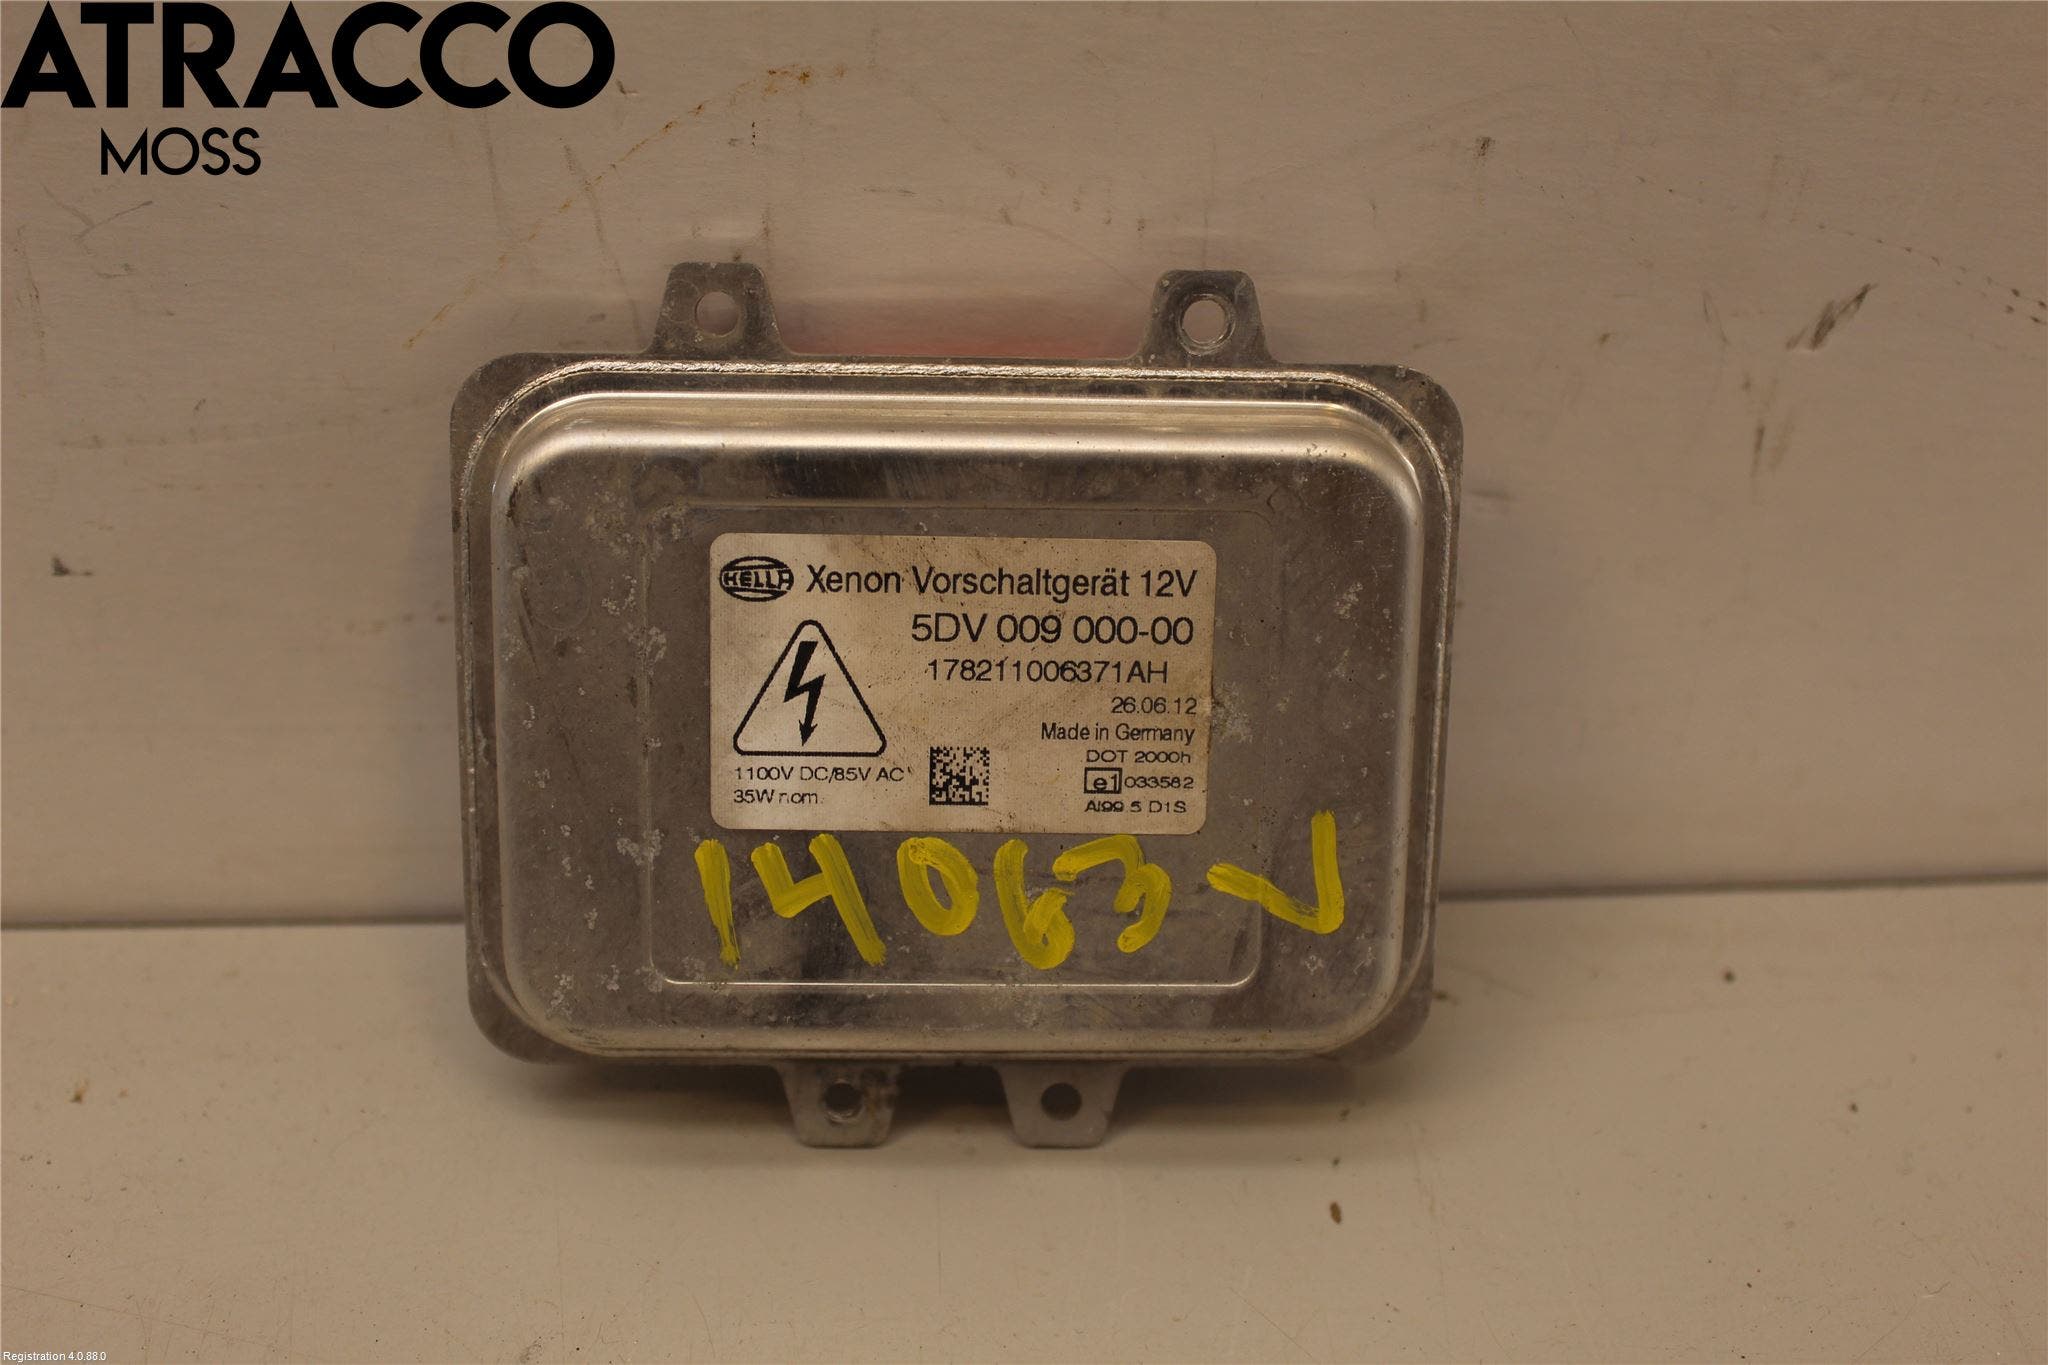 ATRACCO
MOSS
HELLA Xenon Vorschaltgerät 12V
5DV 009 000-00
178211006371AH
26.06.12
Made in Germany
DOT 2000h
1100V DC/85V AC
e1 033582
35W nom.
Al99.5 D1S
14063 V
Registration 4.0.88.0